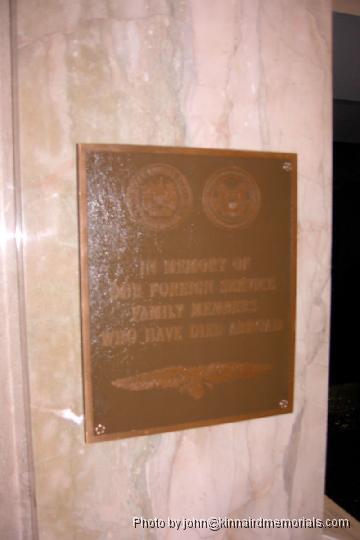 IN MEMORY OF
OUR FOREIGN SERVICE
FAMILY MEMBERS
WHO HAVE DIED ABROAD
Photo by john@kinnairdmemorials.com